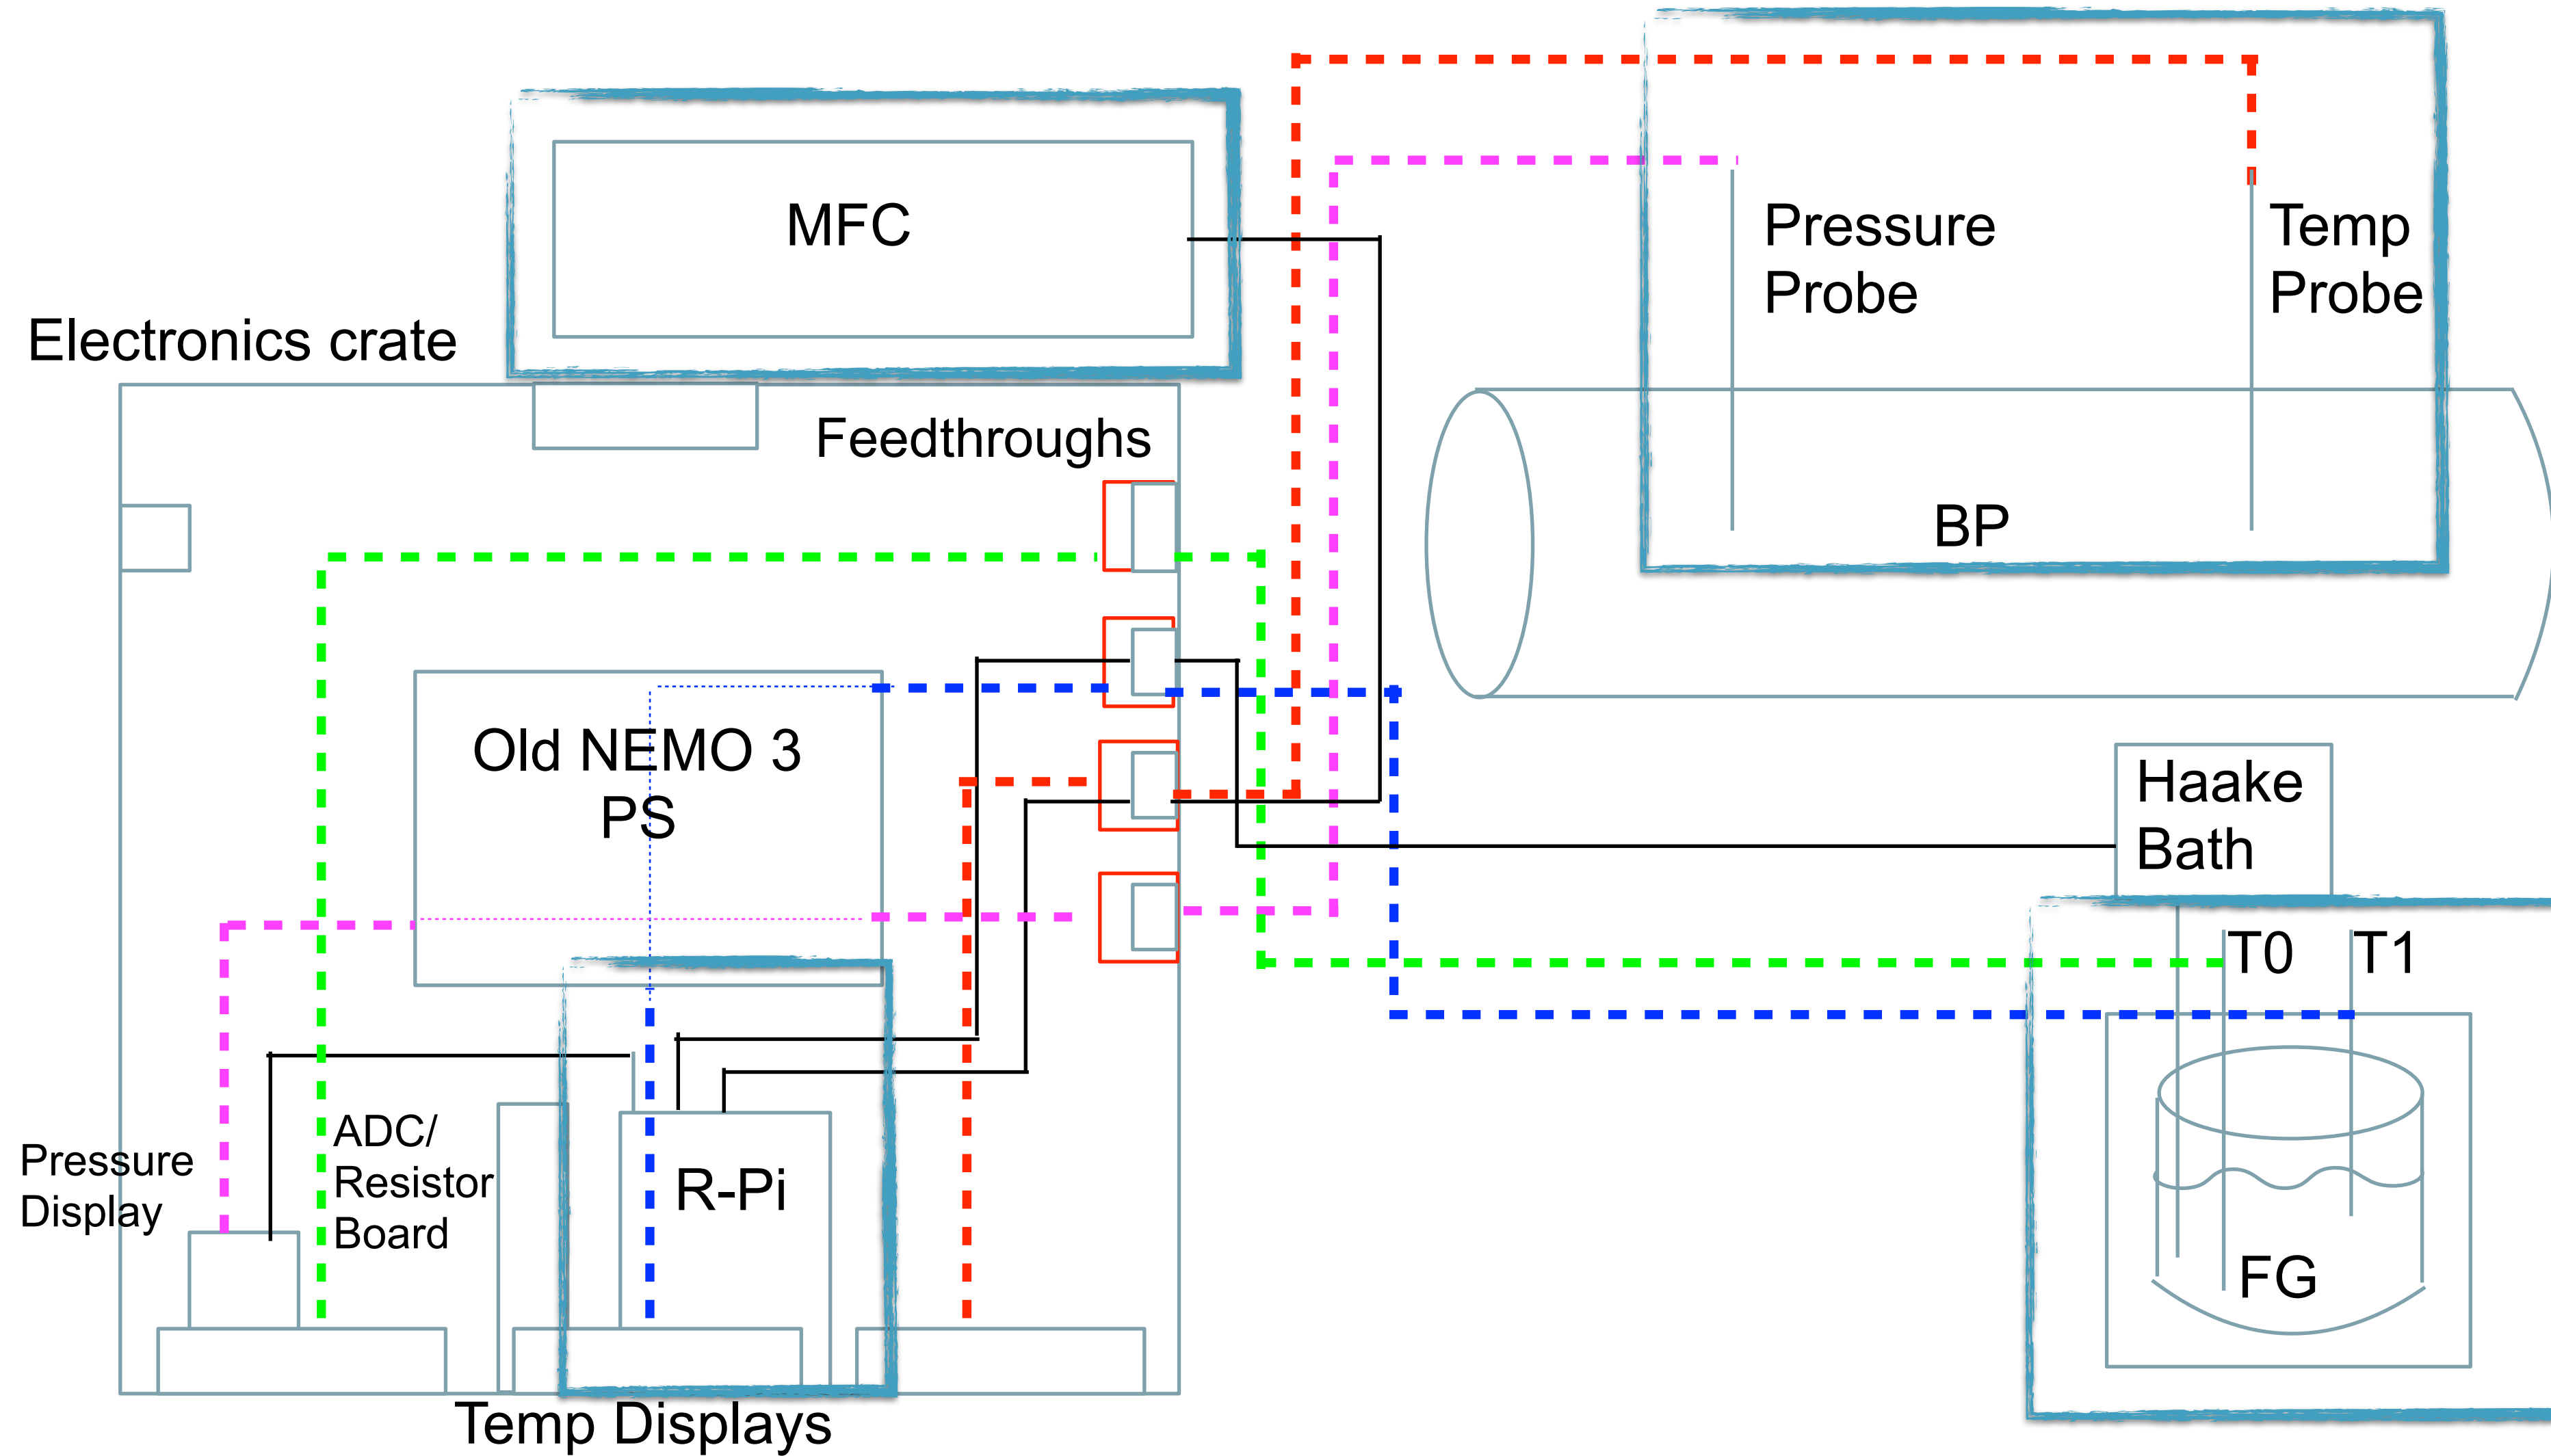 MFC
Pressure
Probe
Temp
Probe
Electronics crate
Feedthroughs
BP
Old NEMO 3
PS
Haake
Bath
T0
T1
ADC/
Resistor
Board
Pressure
Display
R-Pi
FG
Temp Displays